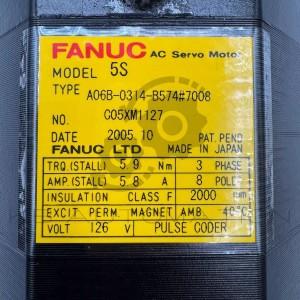 FANUC AC Servo Motor
MODEL 5S
TYPE A06B-0314-B574#7008
NO. C05XM1127
DATE 2005.10 PAT. PEND
FANUC LTD MADE IN JAPAN
TRQ.(STALL) 5.9 Nm 3 PHASE
AMP.(STALL) 5.8 A 8 POLE
INSULATION CLASS F 2000 min
EXCIT PERM. MAGNET AMB. 40°C
VOLT 126 V PULSE CODER